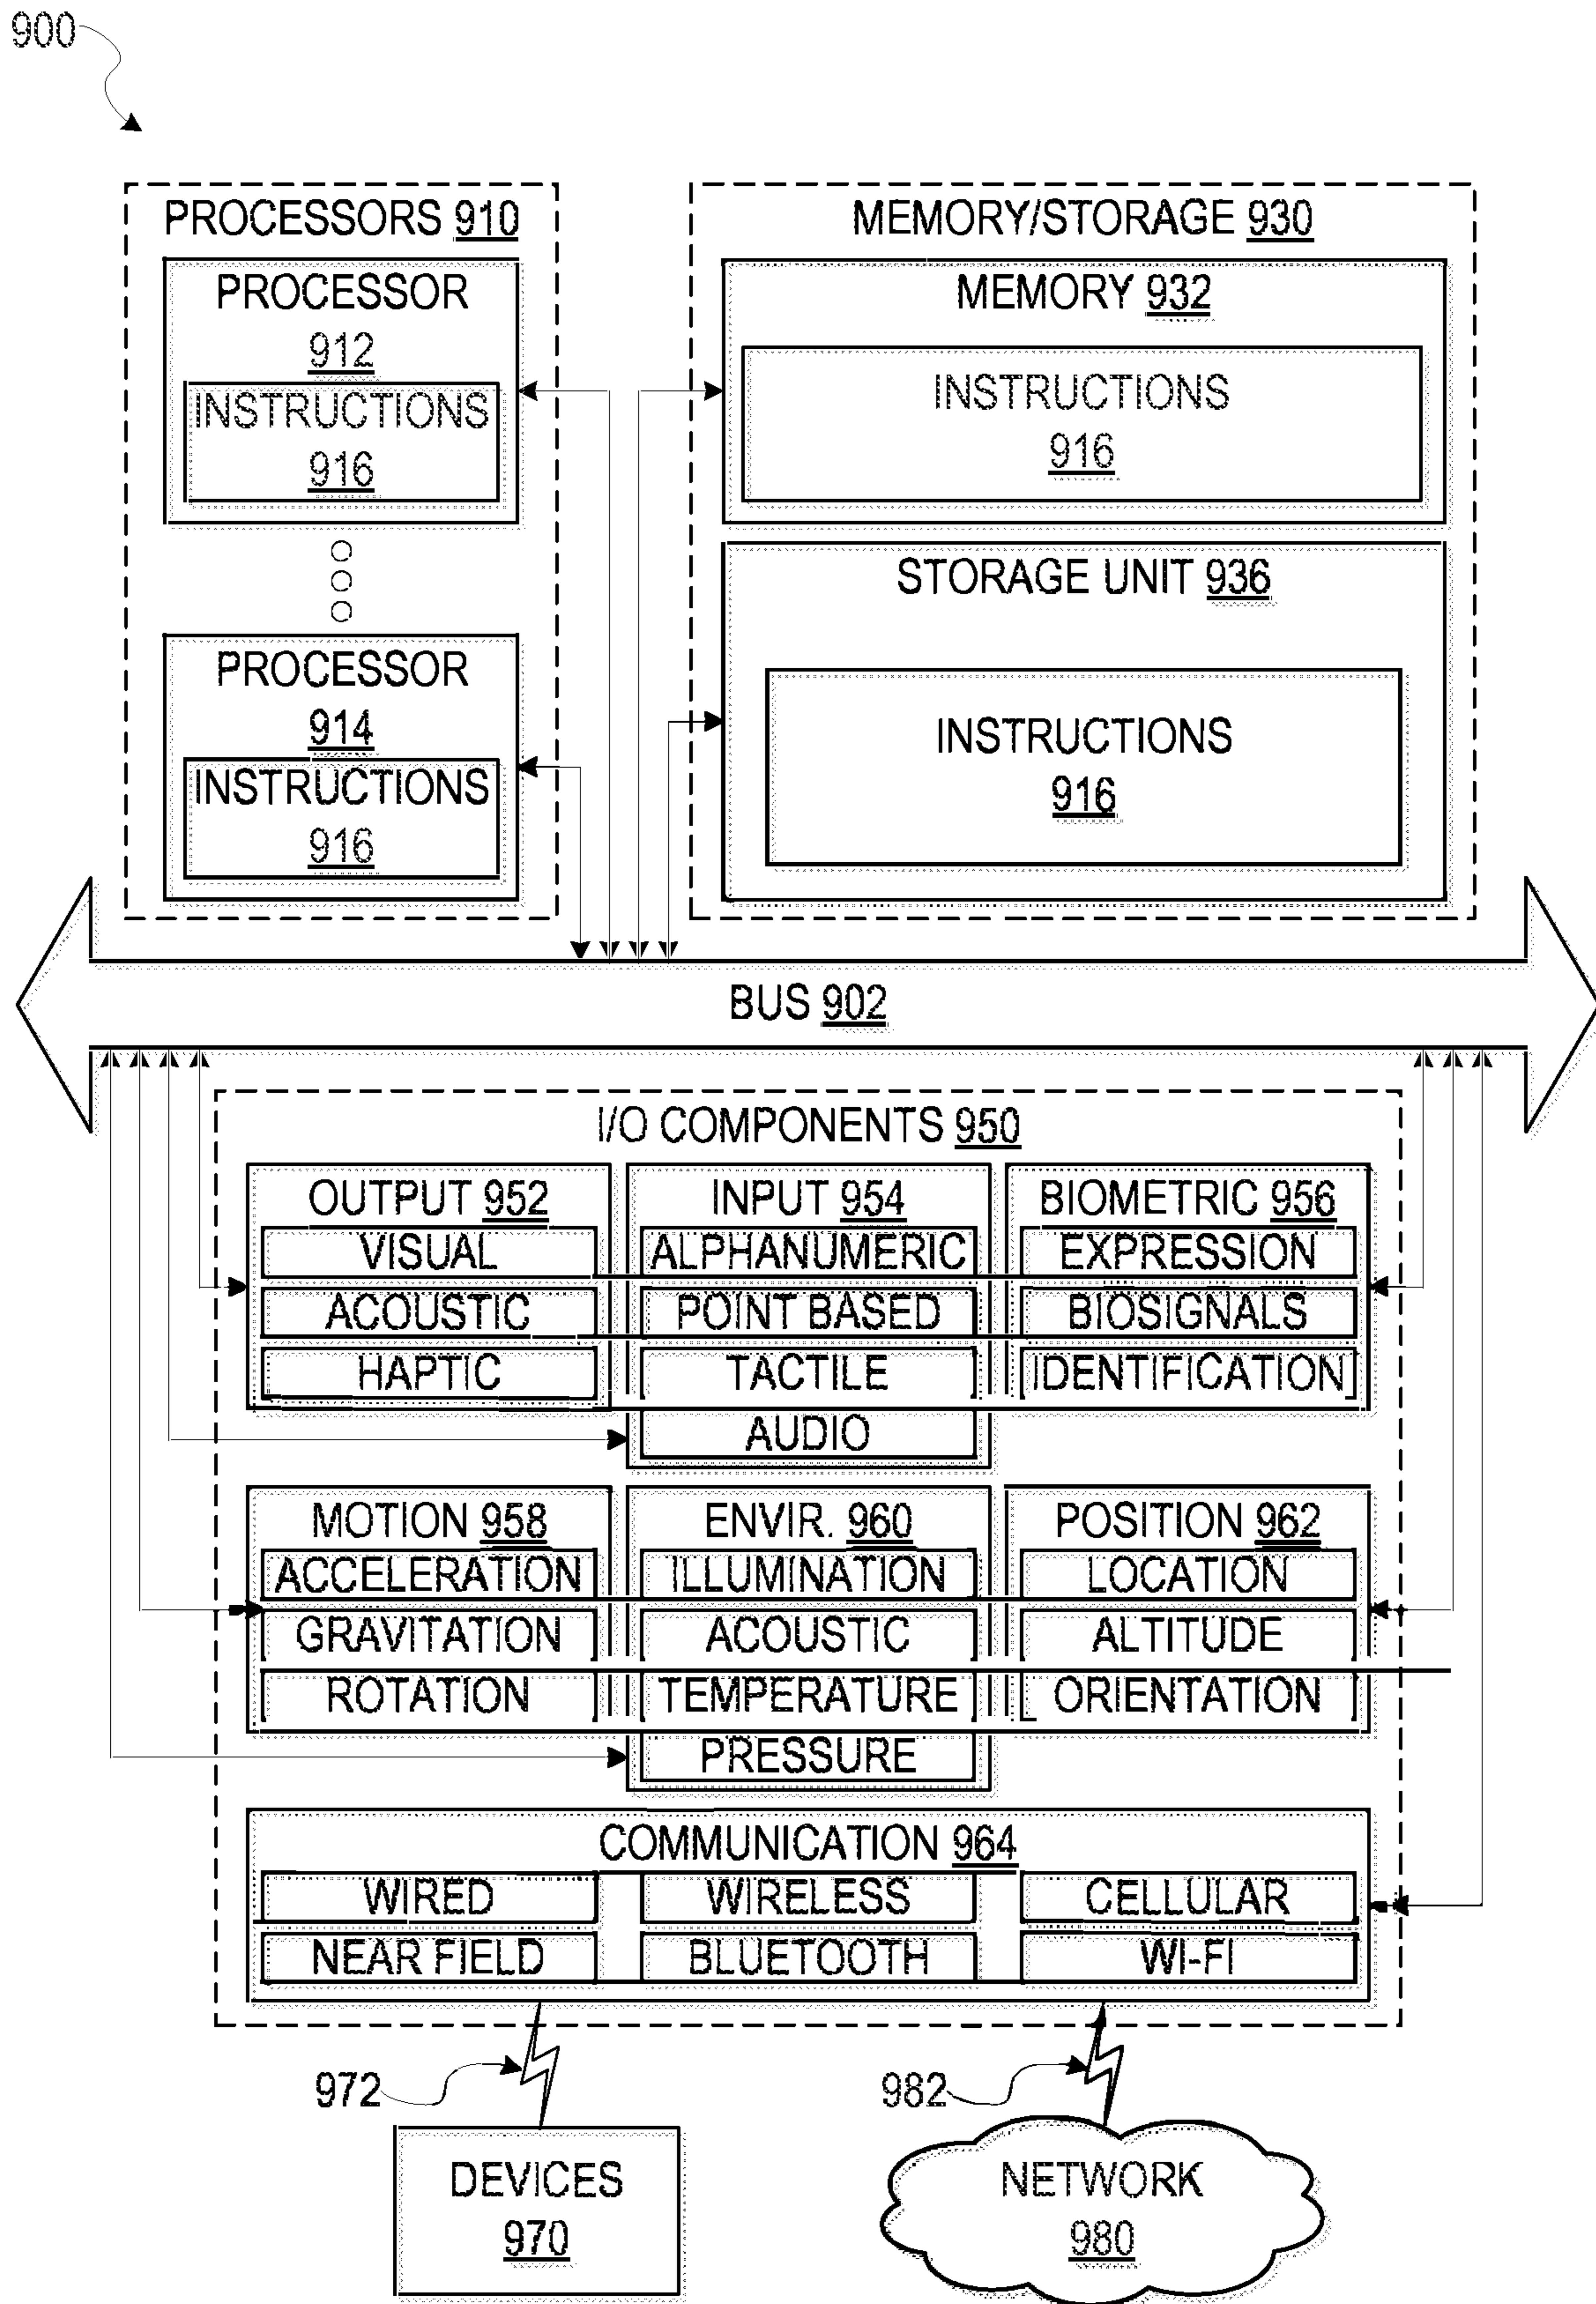 900
PROCESSORS 910
PROCESSOR
912
INSTRUCTIONS
916
PROCESSOR
914
INSTRUCTIONS
916
MEMORY/STORAGE 930
MEMORY 932
INSTRUCTIONS
916
STORAGE UNIT 936
INSTRUCTIONS
916
BUS 902
I/O COMPONENTS 950
OUTPUT 952
VISUAL
ACOUSTIC
HAPTIC
INPUT 954
ALPHANUMERIC
POINT BASED
TACTILE
AUDIO
BIOMETRIC 956
EXPRESSION
BIOSIGNALS
IDENTIFICATION
MOTION 958
ACCELERATION
GRAVITATION
ROTATION
ENVIR. 960
ILLUMINATION
ACOUSTIC
TEMPERATURE
PRESSURE
POSITION 962
LOCATION
ALTITUDE
ORIENTATION
COMMUNICATION 964
WIRED
WIRELESS
CELLULAR
NEAR FIELD
BLUETOOTH
WI-FI
972
982
DEVICES
970
NETWORK
980